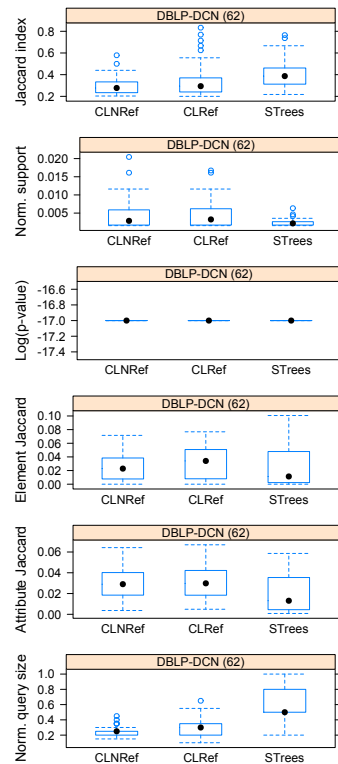 DBLP-DCN (62)
Jaccard index
0.8
0.6
0.4
0.2
CLNRef CLRef STrees
DBLP-DCN (62)
Norm. support
0.020
0.015
0.010
0.005
CLNRef CLRef STrees
DBLP-DCN (62)
Log(p-value)
-16.6
-16.8
-17.0
-17.2
-17.4
CLNRef CLRef STrees
DBLP-DCN (62)
Element Jaccard
0.10
0.08
0.06
0.04
0.02
0.00
CLNRef CLRef STrees
DBLP-DCN (62)
Attribute Jaccard
0.06
0.04
0.02
0.00
CLNRef CLRef STrees
DBLP-DCN (62)
Norm. query size
1.0
0.8
0.6
0.4
0.2
CLNRef CLRef STrees